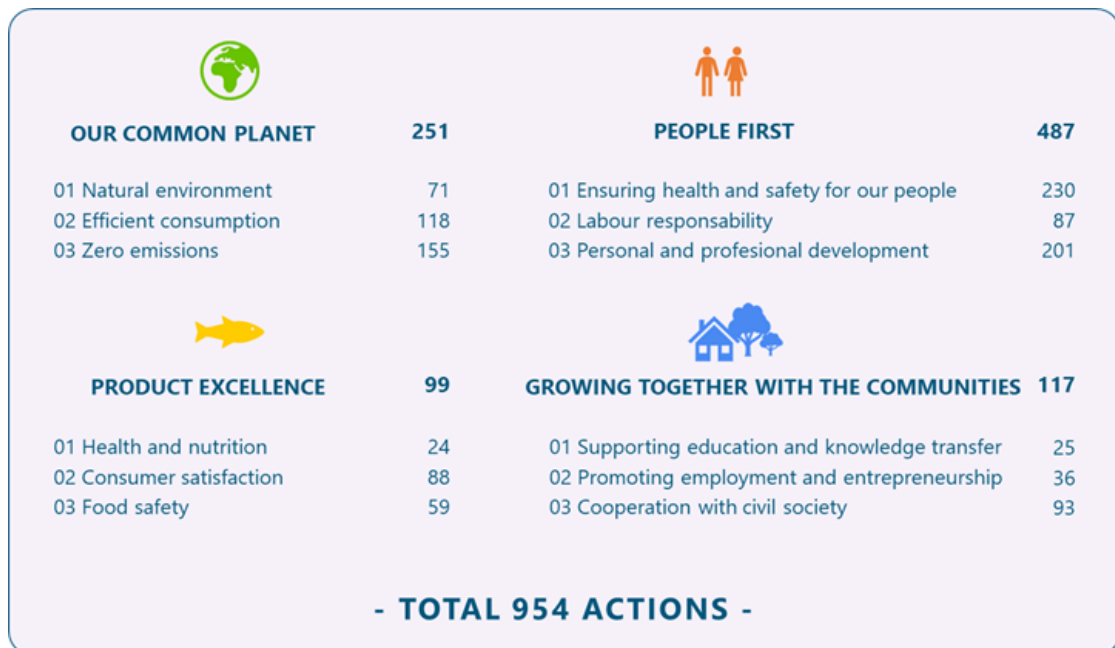 OUR COMMON PLANET 251
01 Natural environment 71
02 Efficient consumption 118
03 Zero emissions 155
PEOPLE FIRST 487
01 Ensuring health and safety for our people 230
02 Labour responsability 87
03 Personal and profesional development 201
PRODUCT EXCELLENCE 99
01 Health and nutrition 24
02 Consumer satisfaction 88
03 Food safety 59
GROWING TOGETHER WITH THE COMMUNITIES 117
01 Supporting education and knowledge transfer 25
02 Promoting employment and entrepreneurship 36
03 Cooperation with civil society 93
- TOTAL 954 ACTIONS -